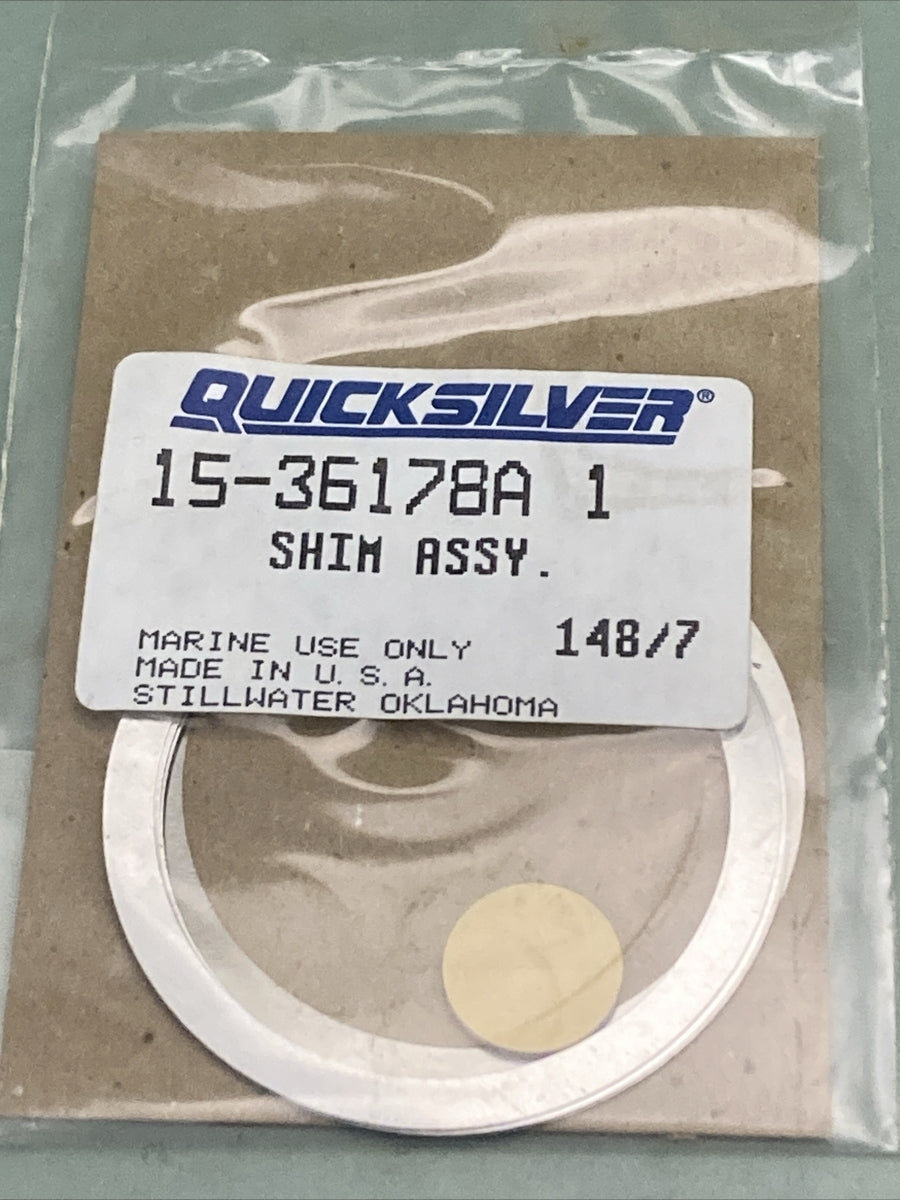 QUICKSILVER®
15-36178A 1
SHIM ASSY.
148/7
MARINE USE ONLY
MADE IN U. S. A.
STILLWATER OKLAHOMA